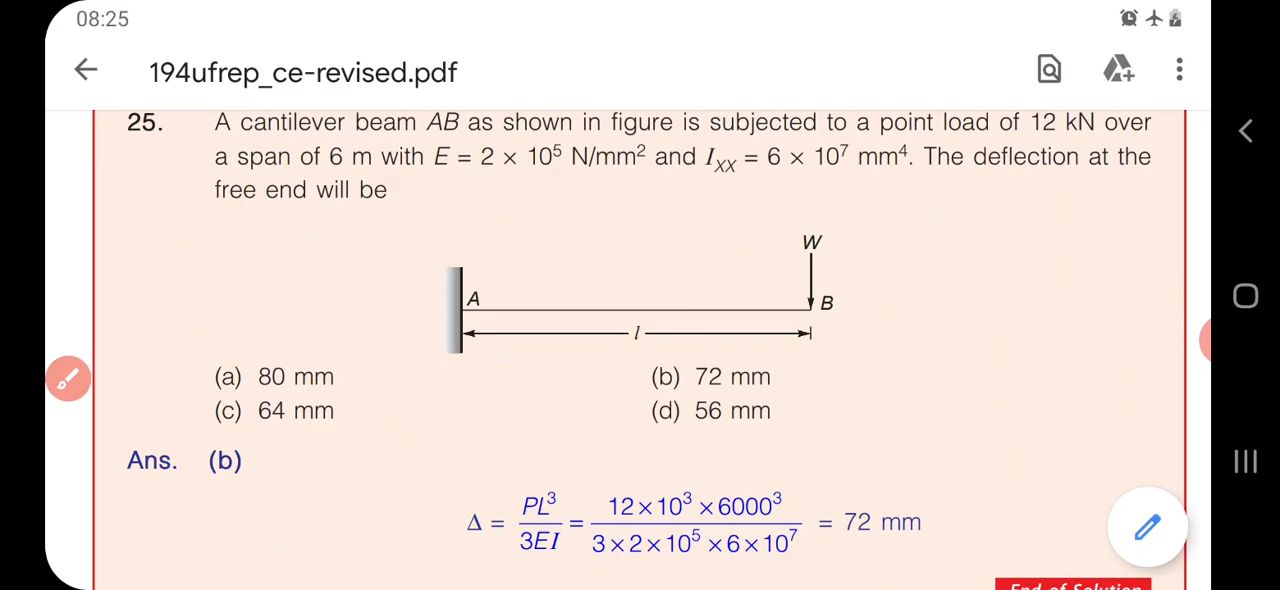 08:25
194ufrep_ce-revised.pdf
25. A cantilever beam AB as shown in figure is subjected to a point load of 12 kN over
a span of 6 m with E = 2 × 10⁵ N/mm² and I_XX = 6 × 10⁷ mm⁴. The deflection at the
free end will be
W
A
B
l
(a) 80 mm (b) 72 mm
(c) 64 mm (d) 56 mm
Ans. (b)
Δ = PL³/3EI = 12×10³×6000³/3×2×10⁵×6×10⁷ = 72 mm
End of Solution